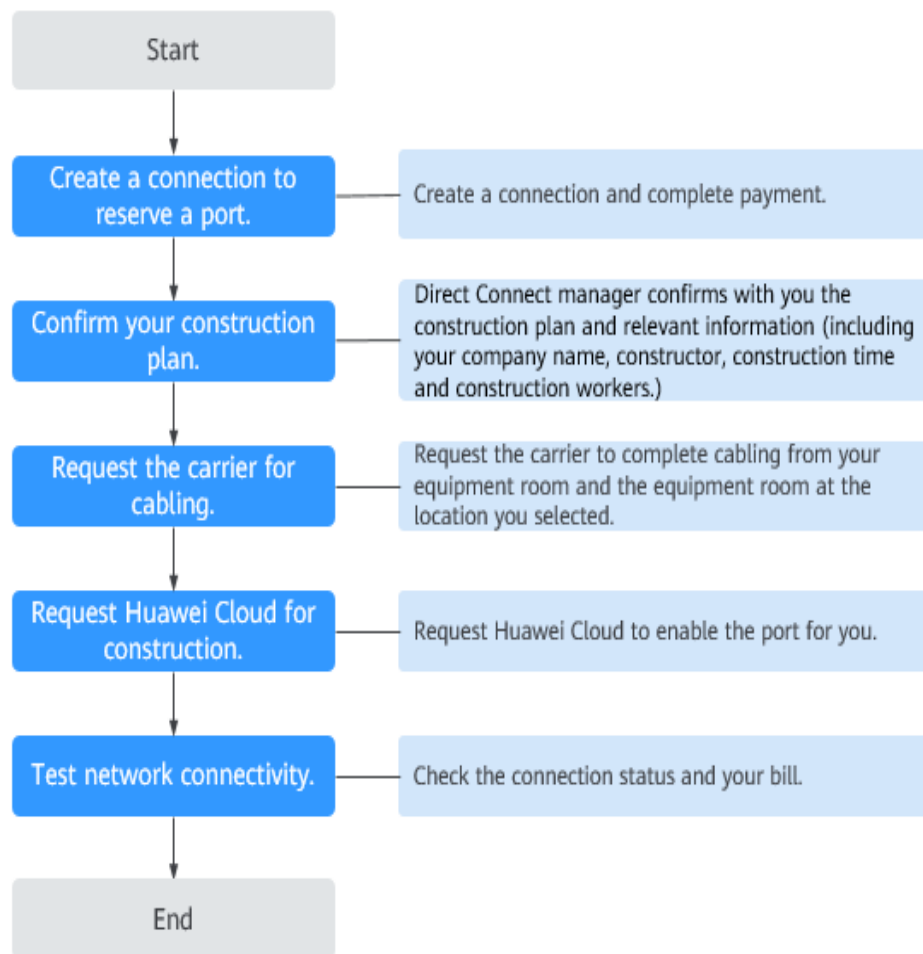 Start
Create a connection to
reserve a port.
Create a connection and complete payment.
Confirm your construction
plan.
Direct Connect manager confirms with you the
construction plan and relevant information (including
your company name, constructor, construction time
and construction workers.)
Request the carrier for
cabling.
Request the carrier to complete cabling from your
equipment room and the equipment room at the
location you selected.
Request Huawei Cloud for
construction.
Request Huawei Cloud to enable the port for you.
Test network connectivity.
Check the connection status and your bill.
End